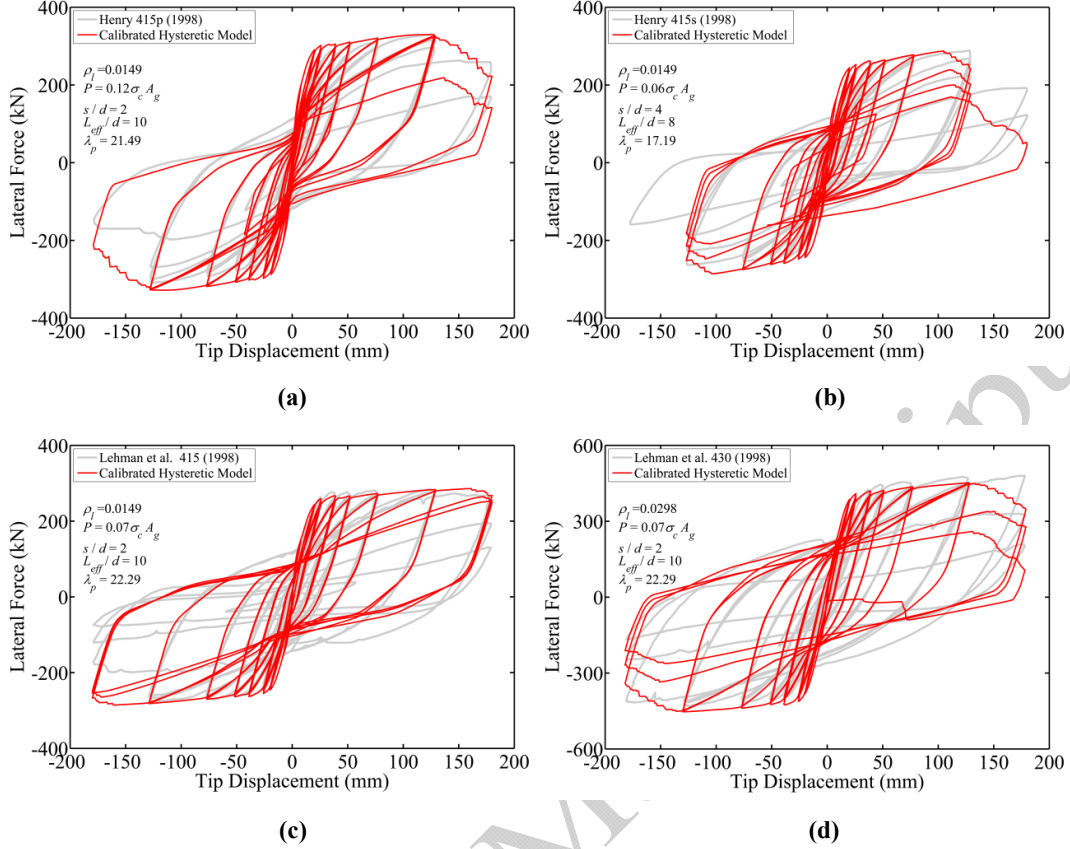 Henry 415p (1998)
Calibrated Hysteretic Model
ρl=0.0149
P = 0.12σc Ag
s / d = 2
Leff / d = 10
λp = 21.49
400
200
0
-200
-400
Lateral Force (kN)
-200 -150 -100 -50 0 50 100 150 200
Tip Displacement (mm)
(a)
Henry 415s (1998)
Calibrated Hysteretic Model
ρl=0.0149
P = 0.06σc Ag
s / d = 4
Leff / d = 8
λp = 17.19
400
200
0
-200
-400
Lateral Force (kN)
-200 -150 -100 -50 0 50 100 150 200
Tip Displacement (mm)
(b)
Lehman et al. 415 (1998)
Calibrated Hysteretic Model
ρl=0.0149
P = 0.07σc Ag
s / d = 2
Leff / d = 10
λp = 22.29
400
200
0
-200
-400
Lateral Force (kN)
-200 -150 -100 -50 0 50 100 150 200
Tip Displacement (mm)
(c)
Lehman et al. 430 (1998)
Calibrated Hysteretic Model
ρl=0.0298
P = 0.07σc Ag
s / d = 2
Leff / d = 10
λp = 22.29
600
300
0
-300
-600
Lateral Force (kN)
-200 -150 -100 -50 0 50 100 150 200
Tip Displacement (mm)
(d)